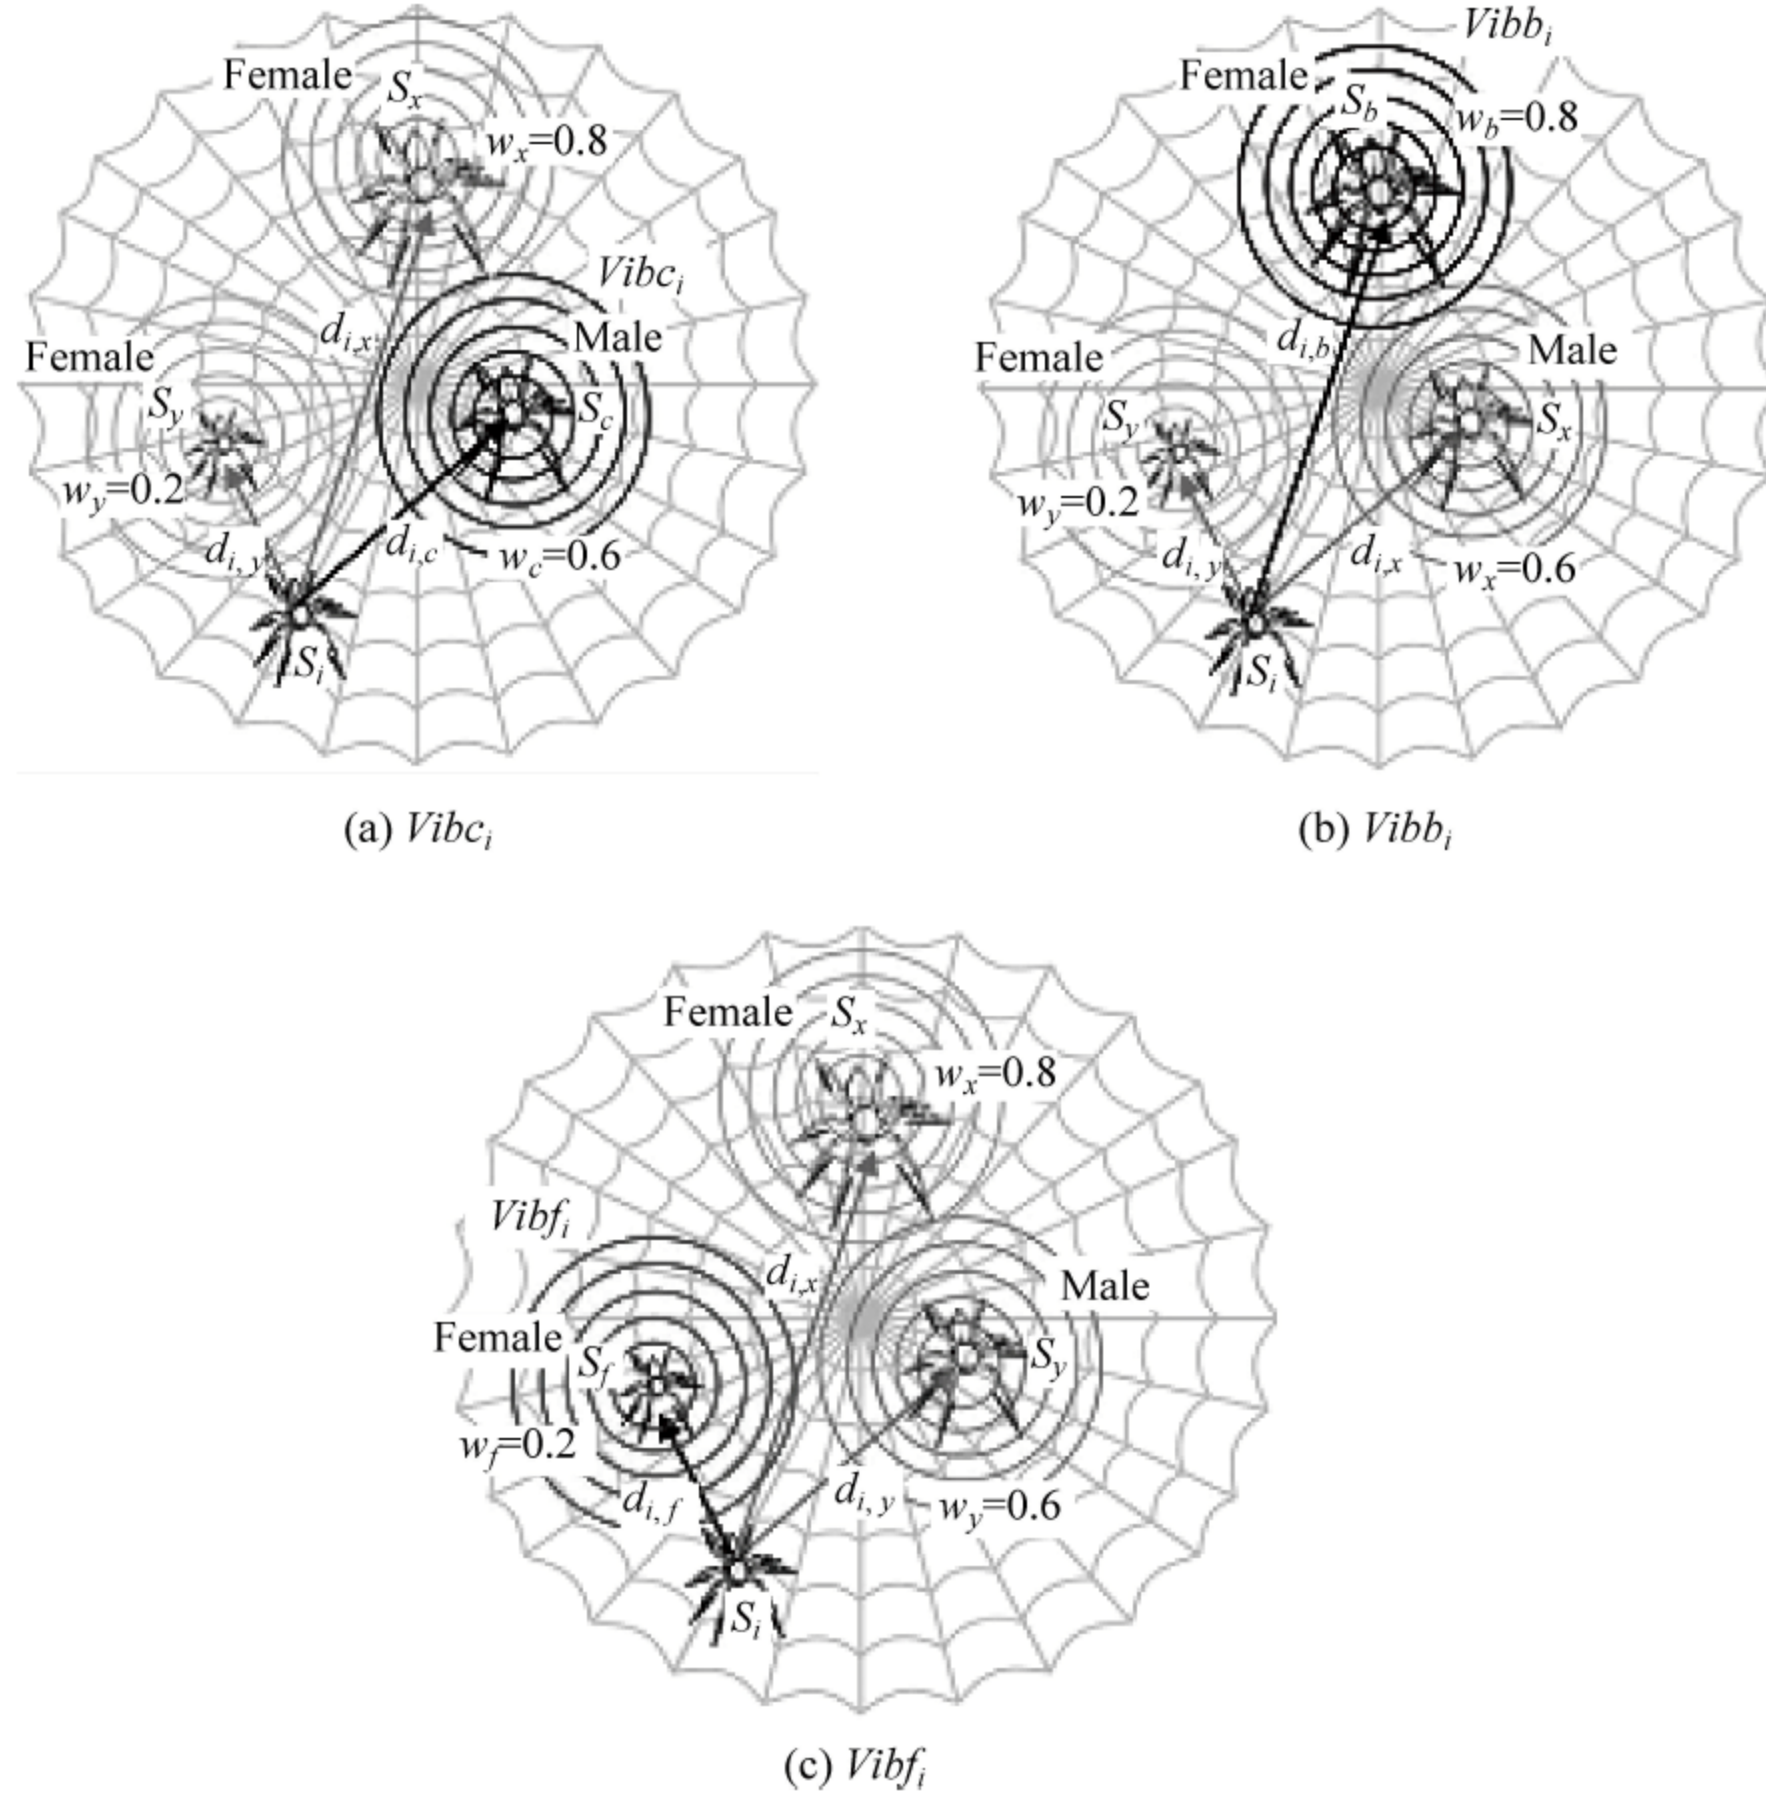 Female
S_x
w_x=0.8
Vibc_i
Male
d_i,x
Female
S_y
S_c
w_y=0.2
d_i,y
d_i,c
w_c=0.6
S_i
(a) Vibc_i
Vibb_i
Female
S_b
w_b=0.8
d_i,b
Female
Male
S_y
S_x
w_y=0.2
d_i,y
d_i,x
w_x=0.6
S_i
(b) Vibb_i
Female
S_x
w_x=0.8
Vibf_i
d_i,x
Male
Female
S_f
S_y
w_f=0.2
d_i,f
d_i,y
w_y=0.6
S_i
(c) Vibf_i